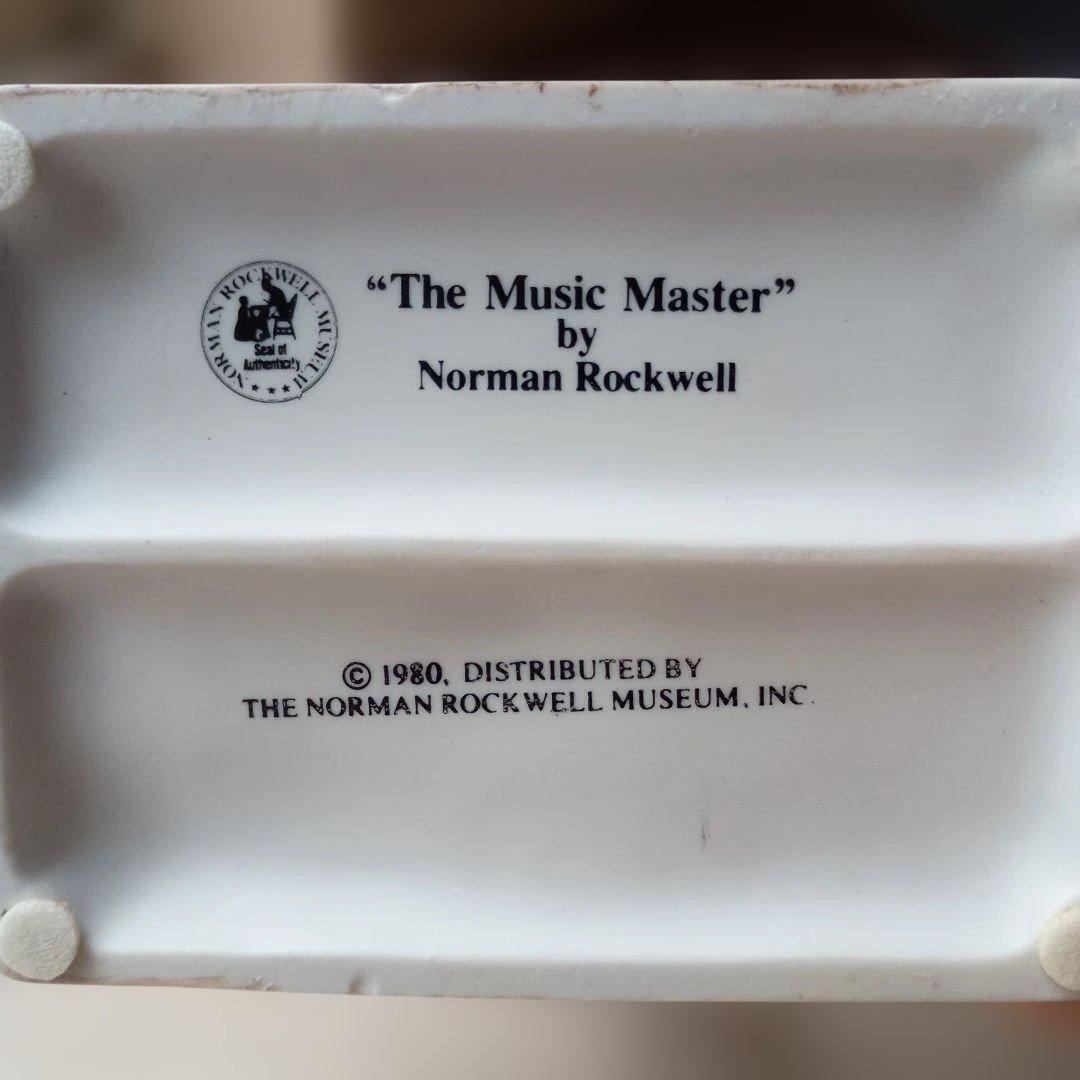 NORMAN ROCKWELL MUSEUM
Seal of
Authenticity
“The Music Master”
by
Norman Rockwell
© 1980, DISTRIBUTED BY
THE NORMAN ROCKWELL MUSEUM, INC.